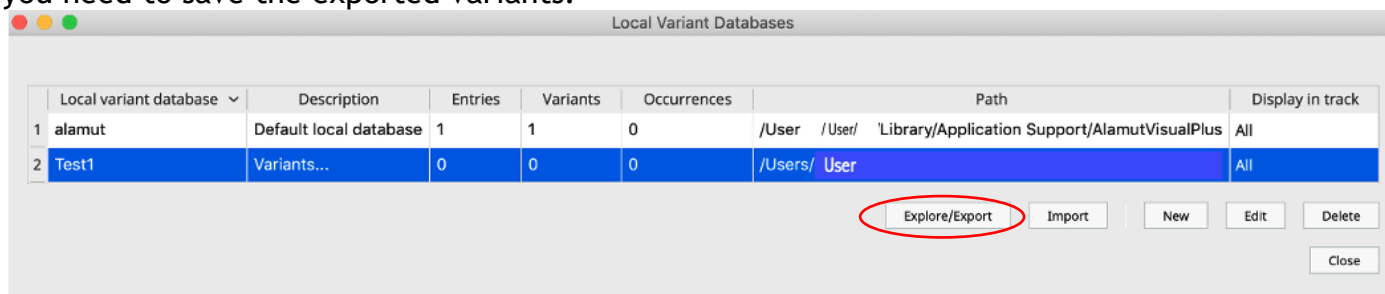 you need to save the exported variants.
Local Variant Databases
Local variant database Description Entries Variants Occurrences Path Display in track
1 alamut Default local database 1 1 0 /User /User/ 'Library/Application Support/AlamutVisualPlus All
2 Test1 Variants... 0 0 0 /Users/ User All
Explore/Export Import New Edit Delete
Close